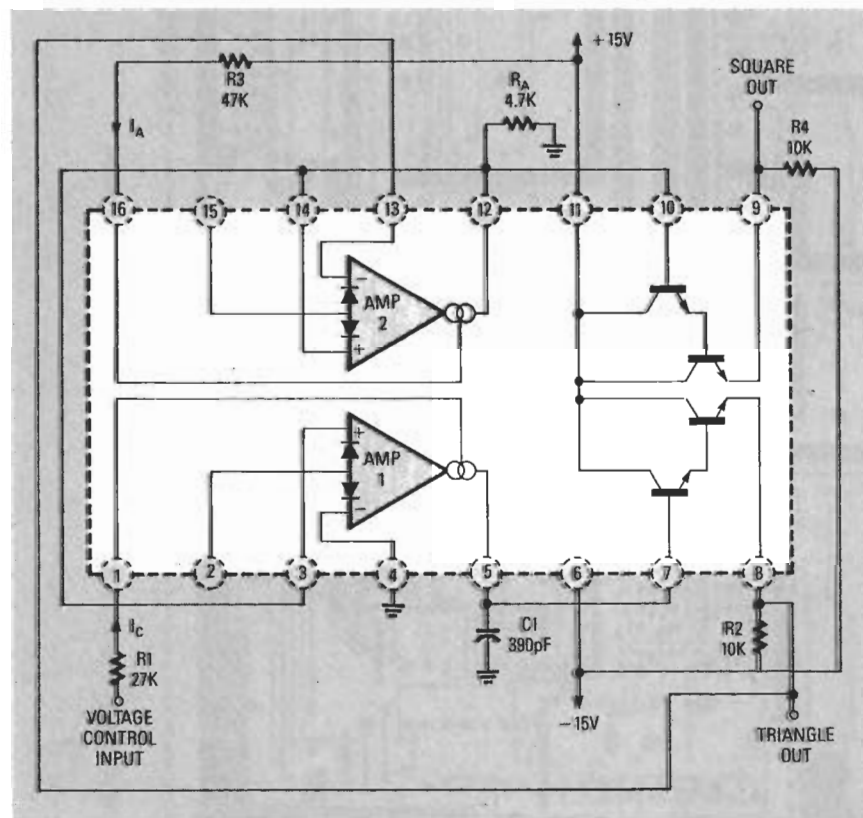 +15V
R3
47K
RA
4.7K
SQUARE
OUT
R4
10K
IA
16
15
14
13
12
11
10
9
−
AMP
2
+
+
AMP
1
−
1
2
3
4
5
6
7
8
IC
R1
27K
VOLTAGE
CONTROL
INPUT
C1
390pF
−15V
R2
10K
TRIANGLE
OUT